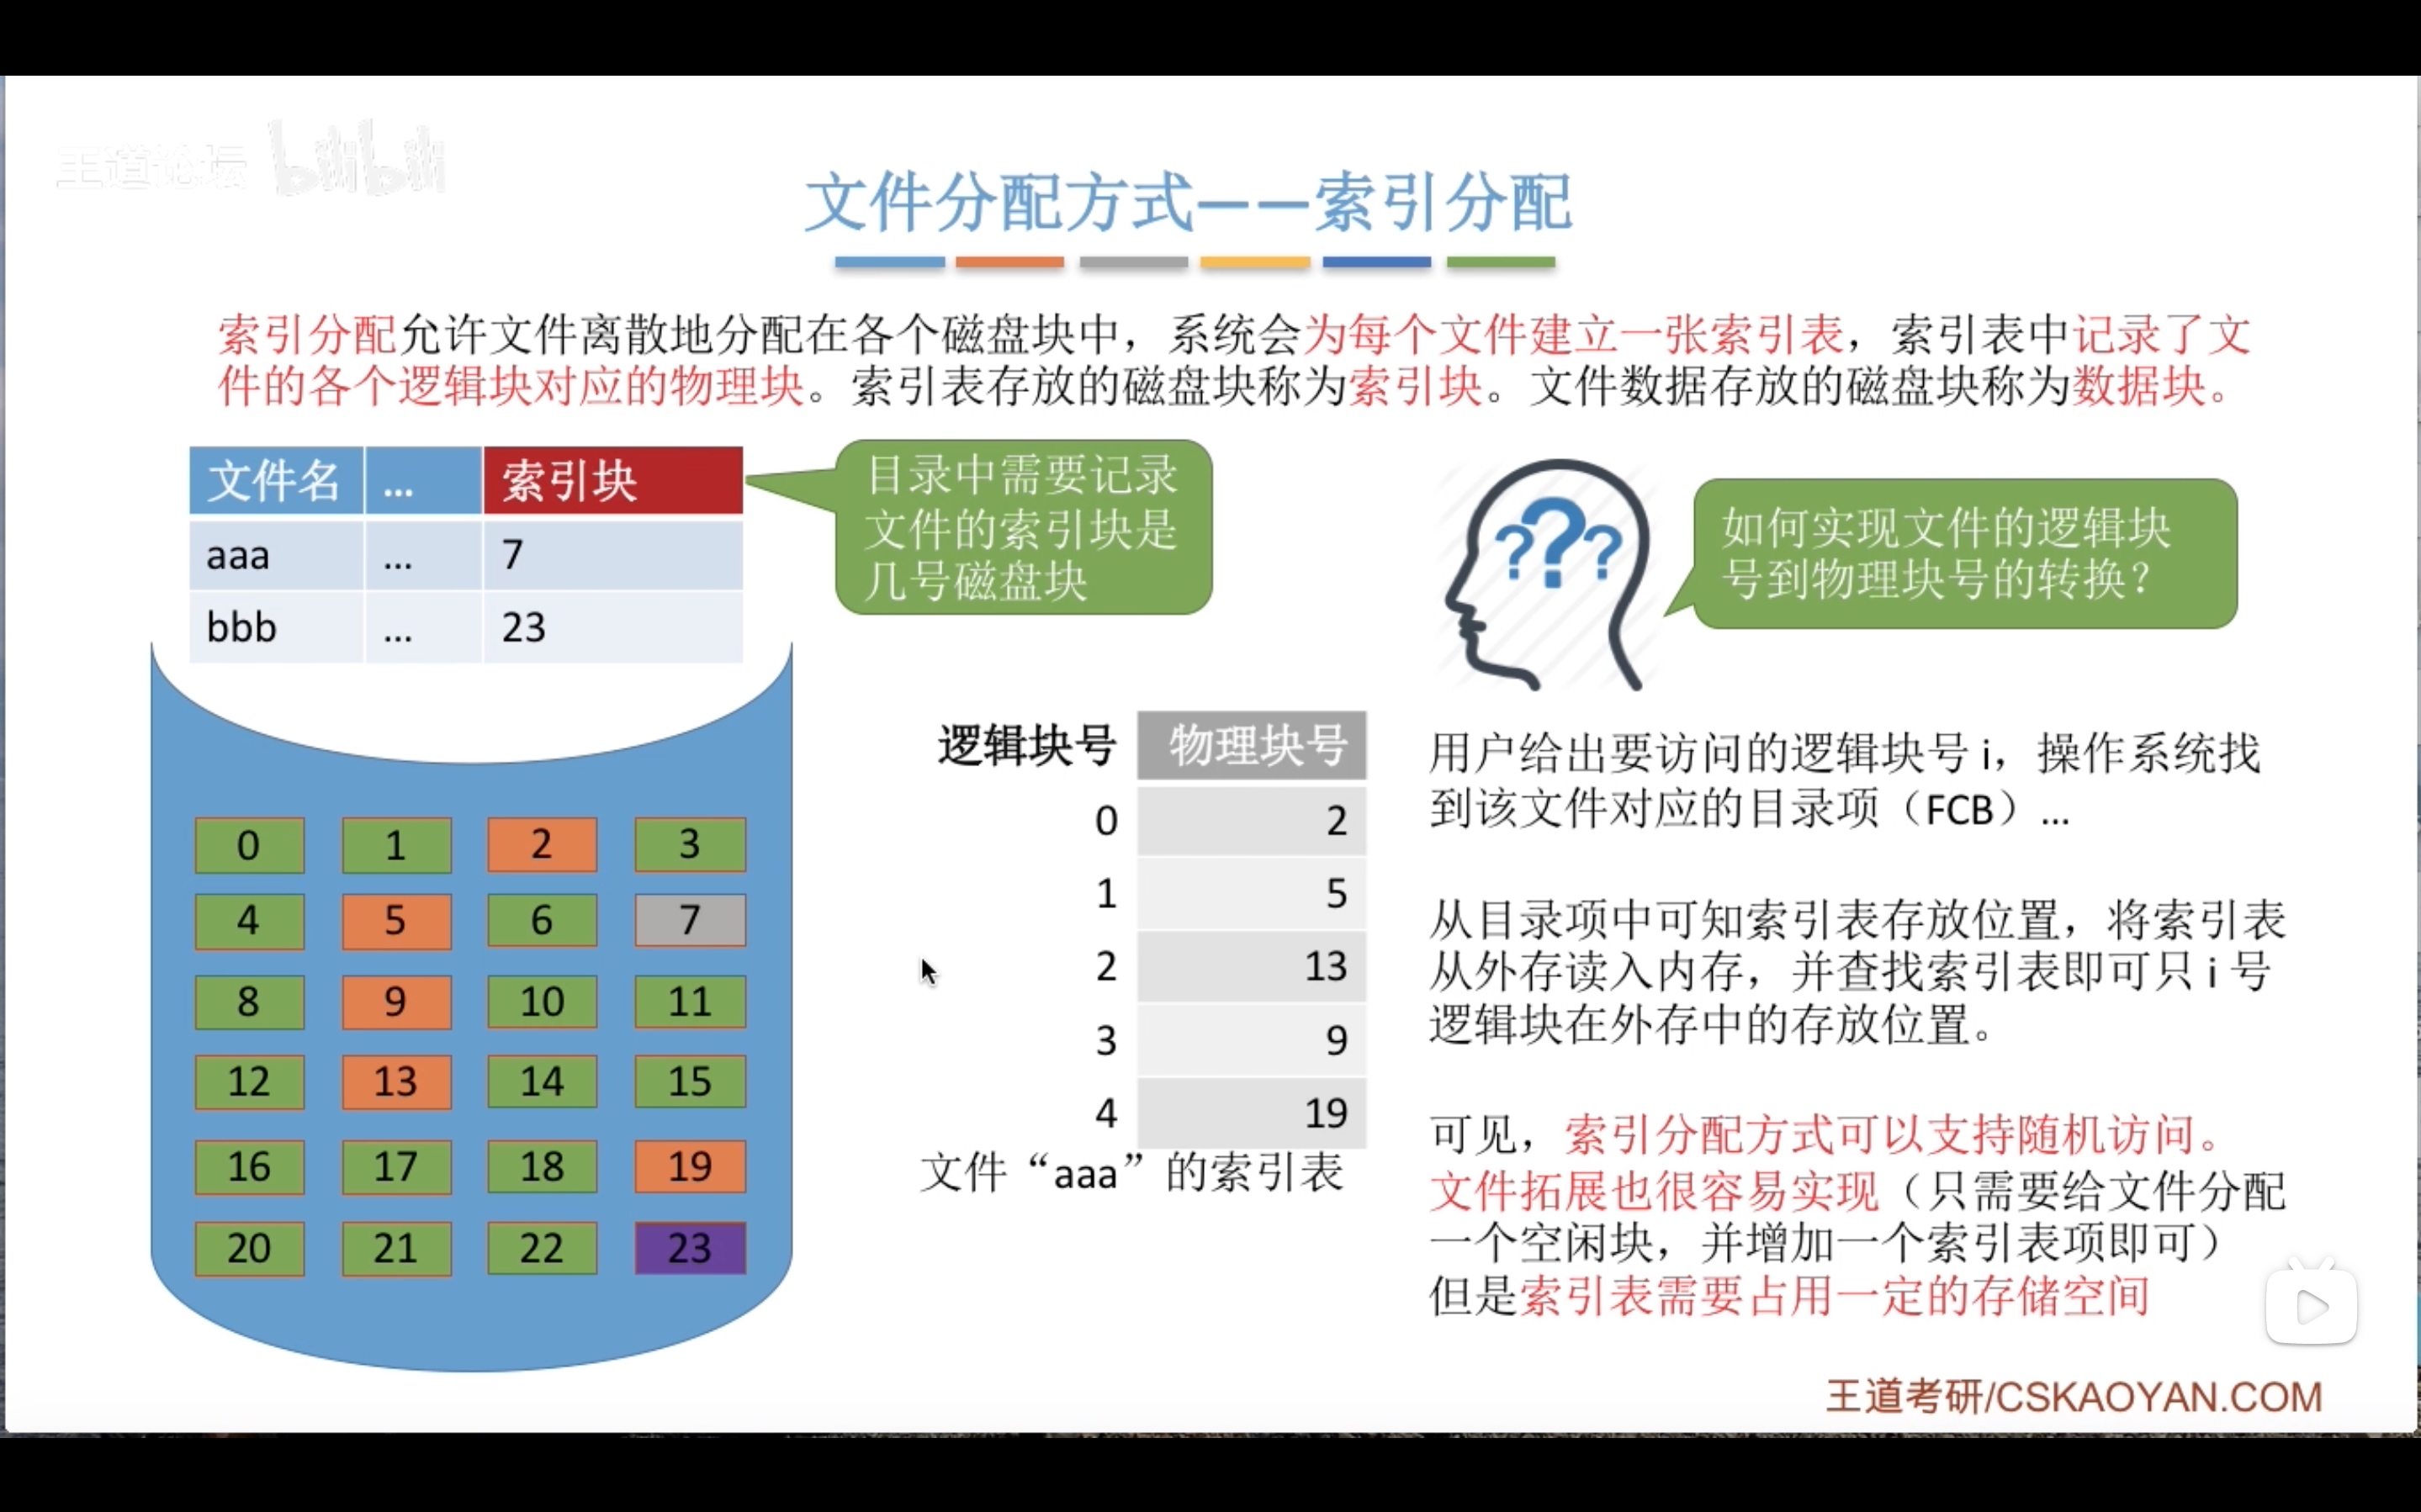 王道论坛 bilibili
文件分配方式——索引分配
索引分配允许文件离散地分配在各个磁盘块中，系统会为每个文件建立一张索引表，索引表中记录了文
件的各个逻辑块对应的物理块。索引表存放的磁盘块称为索引块。文件数据存放的磁盘块称为数据块。
文件名 ... 索引块
aaa ... 7
bbb ... 23
目录中需要记录
文件的索引块是
几号磁盘块
???
如何实现文件的逻辑块
号到物理块号的转换？
0 1 2 3
4 5 6 7
8 9 10 11
12 13 14 15
16 17 18 19
20 21 22 23
逻辑块号 物理块号
0 2
1 5
2 13
3 9
4 19
文件“aaa”的索引表
用户给出要访问的逻辑块号 i，操作系统找
到该文件对应的目录项（FCB）...
从目录项中可知索引表存放位置，将索引表
从外存读入内存，并查找索引表即可只 i 号
逻辑块在外存中的存放位置。
可见，索引分配方式可以支持随机访问。
文件拓展也很容易实现（只需要给文件分配
一个空闲块，并增加一个索引表项即可）
但是索引表需要占用一定的存储空间
王道考研/CSKAOYAN.COM